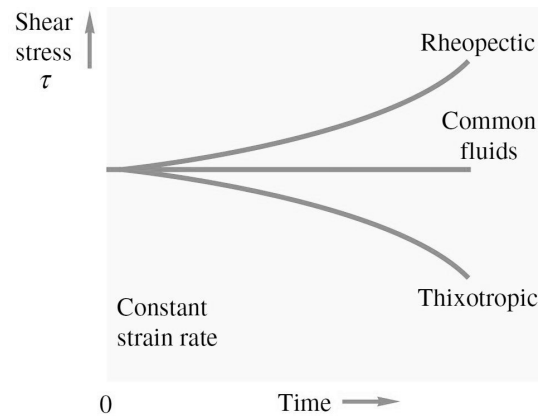 Shear
stress
τ
Rheopectic
Common
fluids
Thixotropic
Constant
strain rate
0
Time